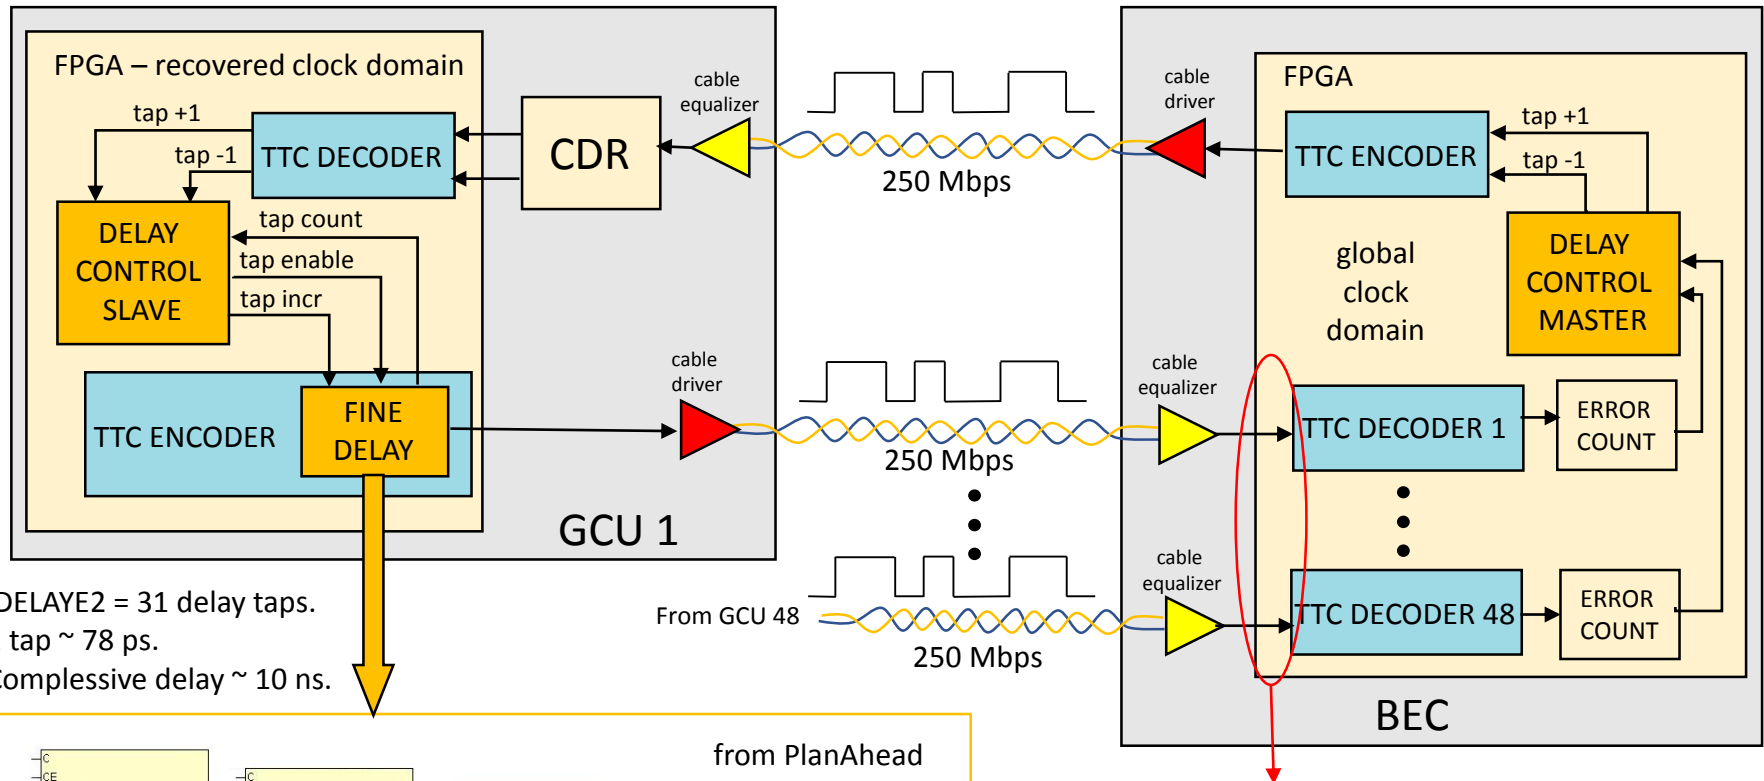 FPGA – recovered clock domain
tap +1
tap -1
TTC DECODER
CDR
cable
equalizer
DELAY
CONTROL
SLAVE
tap count
tap enable
tap incr
TTC ENCODER
FINE
DELAY
cable
driver
GCU 1
250 Mbps
250 Mbps
From GCU 48
250 Mbps
cable
driver
FPGA
TTC ENCODER
tap +1
tap -1
global
clock
domain
DELAY
CONTROL
MASTER
cable
equalizer
TTC DECODER 1
ERROR
COUNT
cable
equalizer
TTC DECODER 48
ERROR
COUNT
BEC
DELAYE2 = 31 delay taps.
tap ~ 78 ps.
Complessive delay ~ 10 ns.
from PlanAhead
C
CE
C